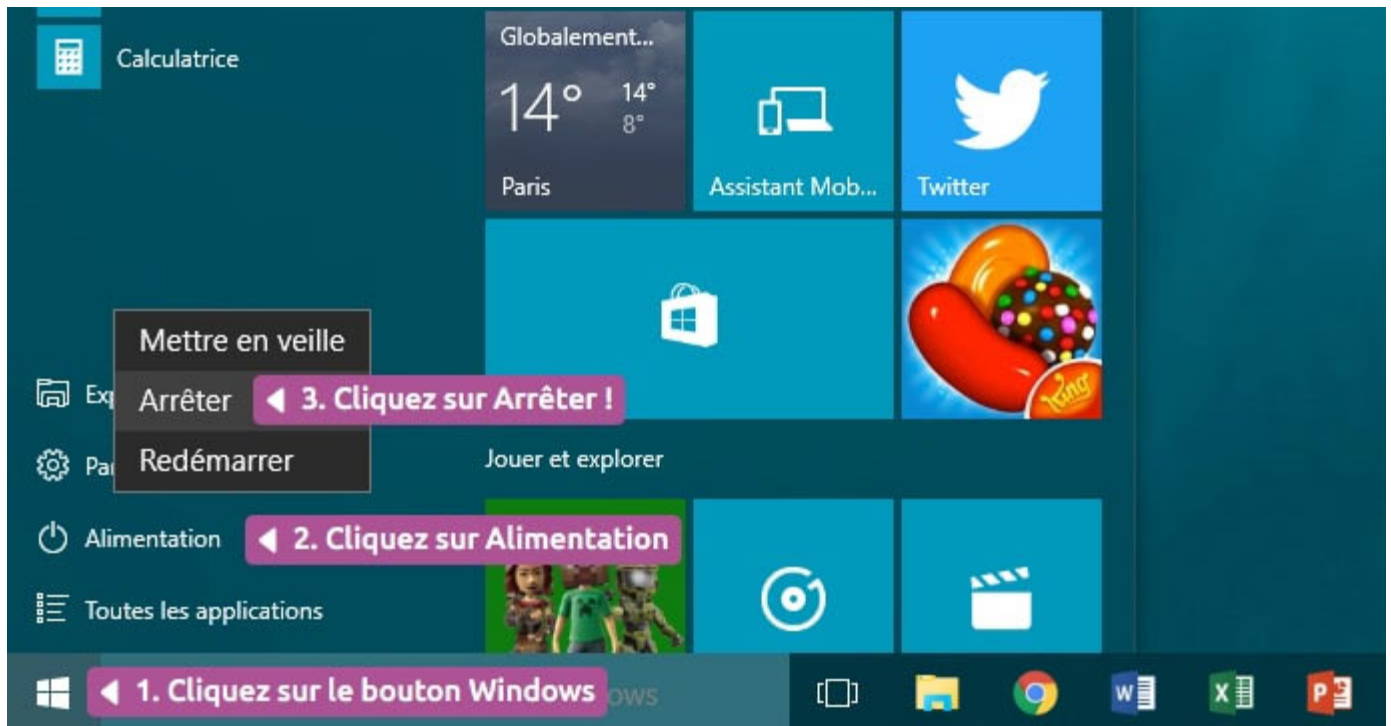 Calculatrice
Globalement...
14° 14°
8°
Paris
Assistant Mob...
Twitter
King
Mettre en veille
Arrêter
3. Cliquez sur Arrêter !
Redémarrer
Jouer et explorer
Alimentation
2. Cliquez sur Alimentation
Toutes les applications
1. Cliquez sur le bouton Windows